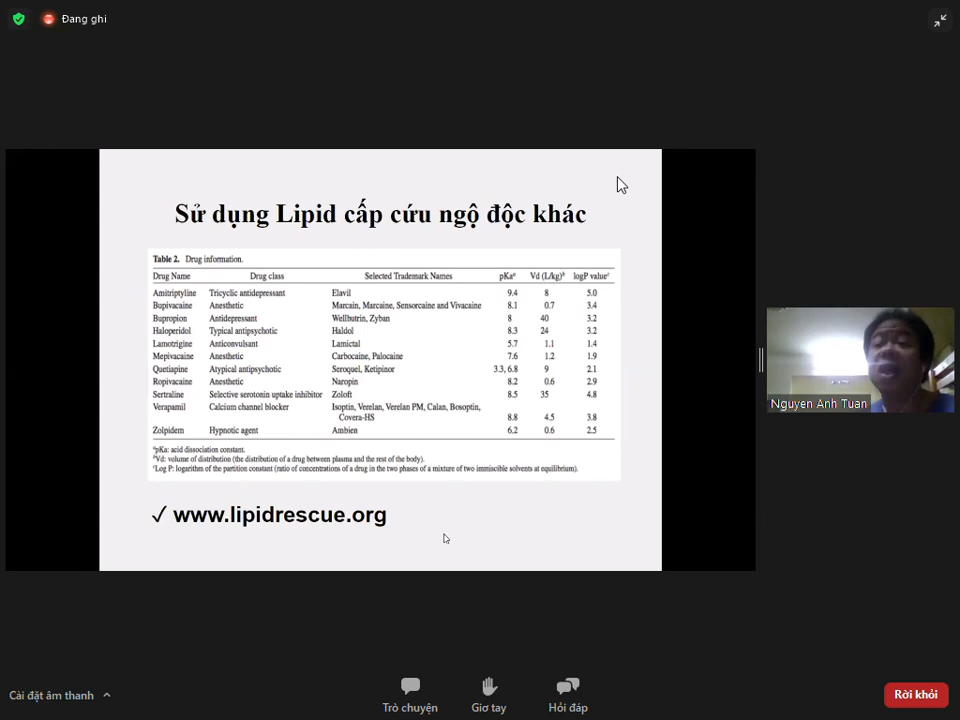 Đang ghi
Sử dụng Lipid cấp cứu ngộ độc khác
Table 2. Drug information.
Drug Name Drug class Selected Trademark Names pKaᵃ Vd (L/kg)ᵇ logP valueᶜ
Amitriptyline Tricyclic antidepressant Elavil 9.4 8 5.0
Bupivacaine Anesthetic Marcain, Marcaine, Sensorcaine and Vivacaine 8.1 0.7 3.4
Bupropion Antidepressant Wellbutrin, Zyban 8 40 3.2
Haloperidol Typical antipsychotic Haldol 8.3 24 3.2
Lamotrigine Anticonvulsant Lamictal 5.7 1.1 1.4
Mepivacaine Anesthetic Carbocaine, Palocaine 7.6 1.2 1.9
Quetiapine Atypical antipsychotic Seroquel, Ketipinor 3.3, 6.8 9 2.1
Ropivacaine Anesthetic Naropin 8.2 0.6 2.9
Sertraline Selective serotonin uptake inhibitor Zoloft 8.5 35 4.8
Verapamil Calcium channel blocker Isoptin, Verelan, Verelan PM, Calan, Bosoptin,
Covera-HS 8.8 4.5 3.8
Zolpidem Hypnotic agent Ambien 6.2 0.6 2.5
ᵃpKa: acid dissociation constant.
ᵇVd: volume of distribution (the distribution of a drug between plasma and the rest of the body).
ᶜLog P: logarithm of the partition constant (ratio of concentrations of a drug in the two phases of a mixture of two immiscible solvents at equilibrium).
✓ www.lipidrescue.org
Nguyen Anh Tuan
Cài đặt âm thanh
Trò chuyện
Giơ tay
Hỏi đáp
Rời khỏi